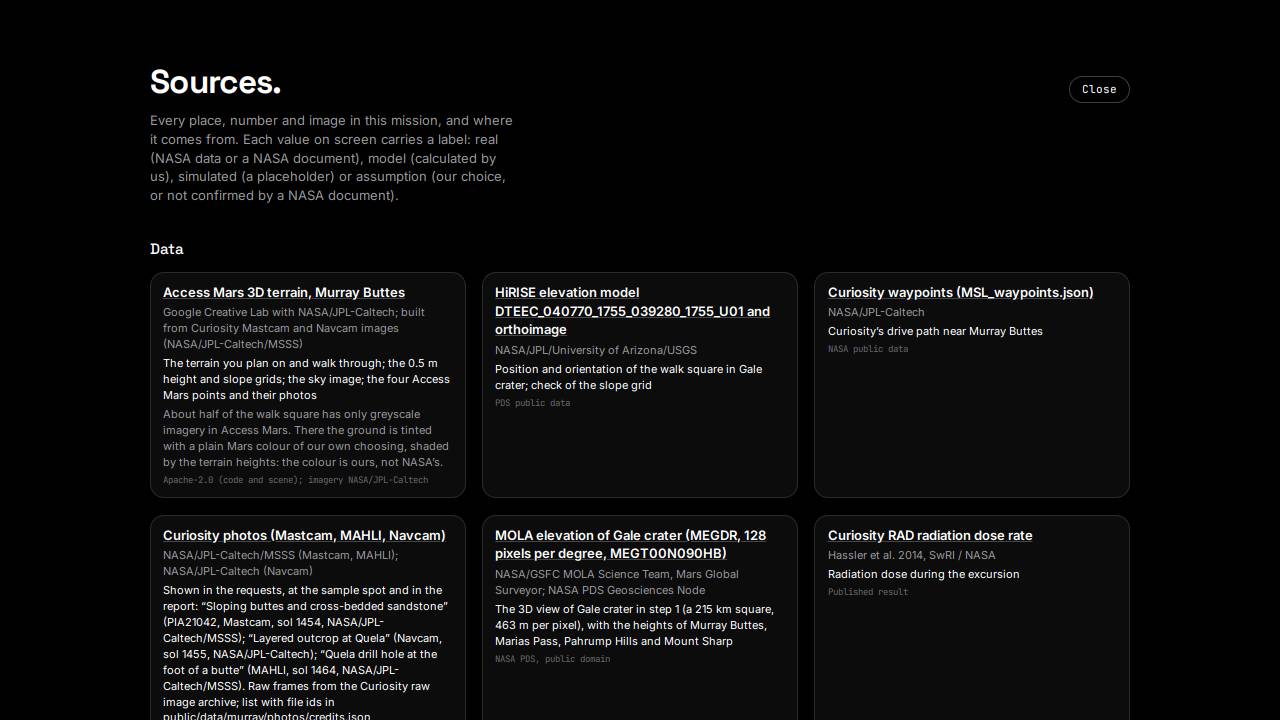 Sources.
Close
Every place, number and image in this mission, and where
it comes from. Each value on screen carries a label: real
(NASA data or a NASA document), model (calculated by
us), simulated (a placeholder) or assumption (our choice,
or not confirmed by a NASA document).
Data
Access Mars 3D terrain, Murray Buttes
Google Creative Lab with NASA/JPL-Caltech; built
from Curiosity Mastcam and Navcam images
(NASA/JPL-Caltech/MSSS)
The terrain you plan on and walk through; the 0.5 m
height and slope grids; the sky image; the four Access
Mars points and their photos
About half of the walk square has only greyscale
imagery in Access Mars. There the ground is tinted
with a plain Mars colour of our own choosing, shaded
by the terrain heights: the colour is ours, not NASA’s.
Apache-2.0 (code and scene); imagery NASA/JPL-Caltech
HiRISE elevation model
DTEEC_040770_1755_039280_1755_U01 and
orthoimage
NASA/JPL/University of Arizona/USGS
Position and orientation of the walk square in Gale
crater; check of the slope grid
PDS public data
Curiosity waypoints (MSL_waypoints.json)
NASA/JPL-Caltech
Curiosity’s drive path near Murray Buttes
NASA public data
Curiosity photos (Mastcam, MAHLI, Navcam)
NASA/JPL-Caltech/MSSS (Mastcam, MAHLI);
NASA/JPL-Caltech (Navcam)
Shown in the requests, at the sample spot and in the
report: “Sloping buttes and cross-bedded sandstone”
(PIA21042, Mastcam, sol 1454, NASA/JPL-
Caltech/MSSS); “Layered outcrop at Quela” (Navcam,
sol 1455, NASA/JPL-Caltech); “Quela drill hole at the
foot of a butte” (MAHLI, sol 1464, NASA/JPL-
Caltech/MSSS). Raw frames from the Curiosity raw
image archive; list with file ids in
public/data/murray/photos/credits.json
MOLA elevation of Gale crater (MEGDR, 128
pixels per degree, MEGT00N090HB)
NASA/GSFC MOLA Science Team, Mars Global
Surveyor; NASA PDS Geosciences Node
The 3D view of Gale crater in step 1 (a 215 km square,
463 m per pixel), with the heights of Murray Buttes,
Marias Pass, Pahrump Hills and Mount Sharp
NASA PDS, public domain
Curiosity RAD radiation dose rate
Hassler et al. 2014, SwRI / NASA
Radiation dose during the excursion
Published result